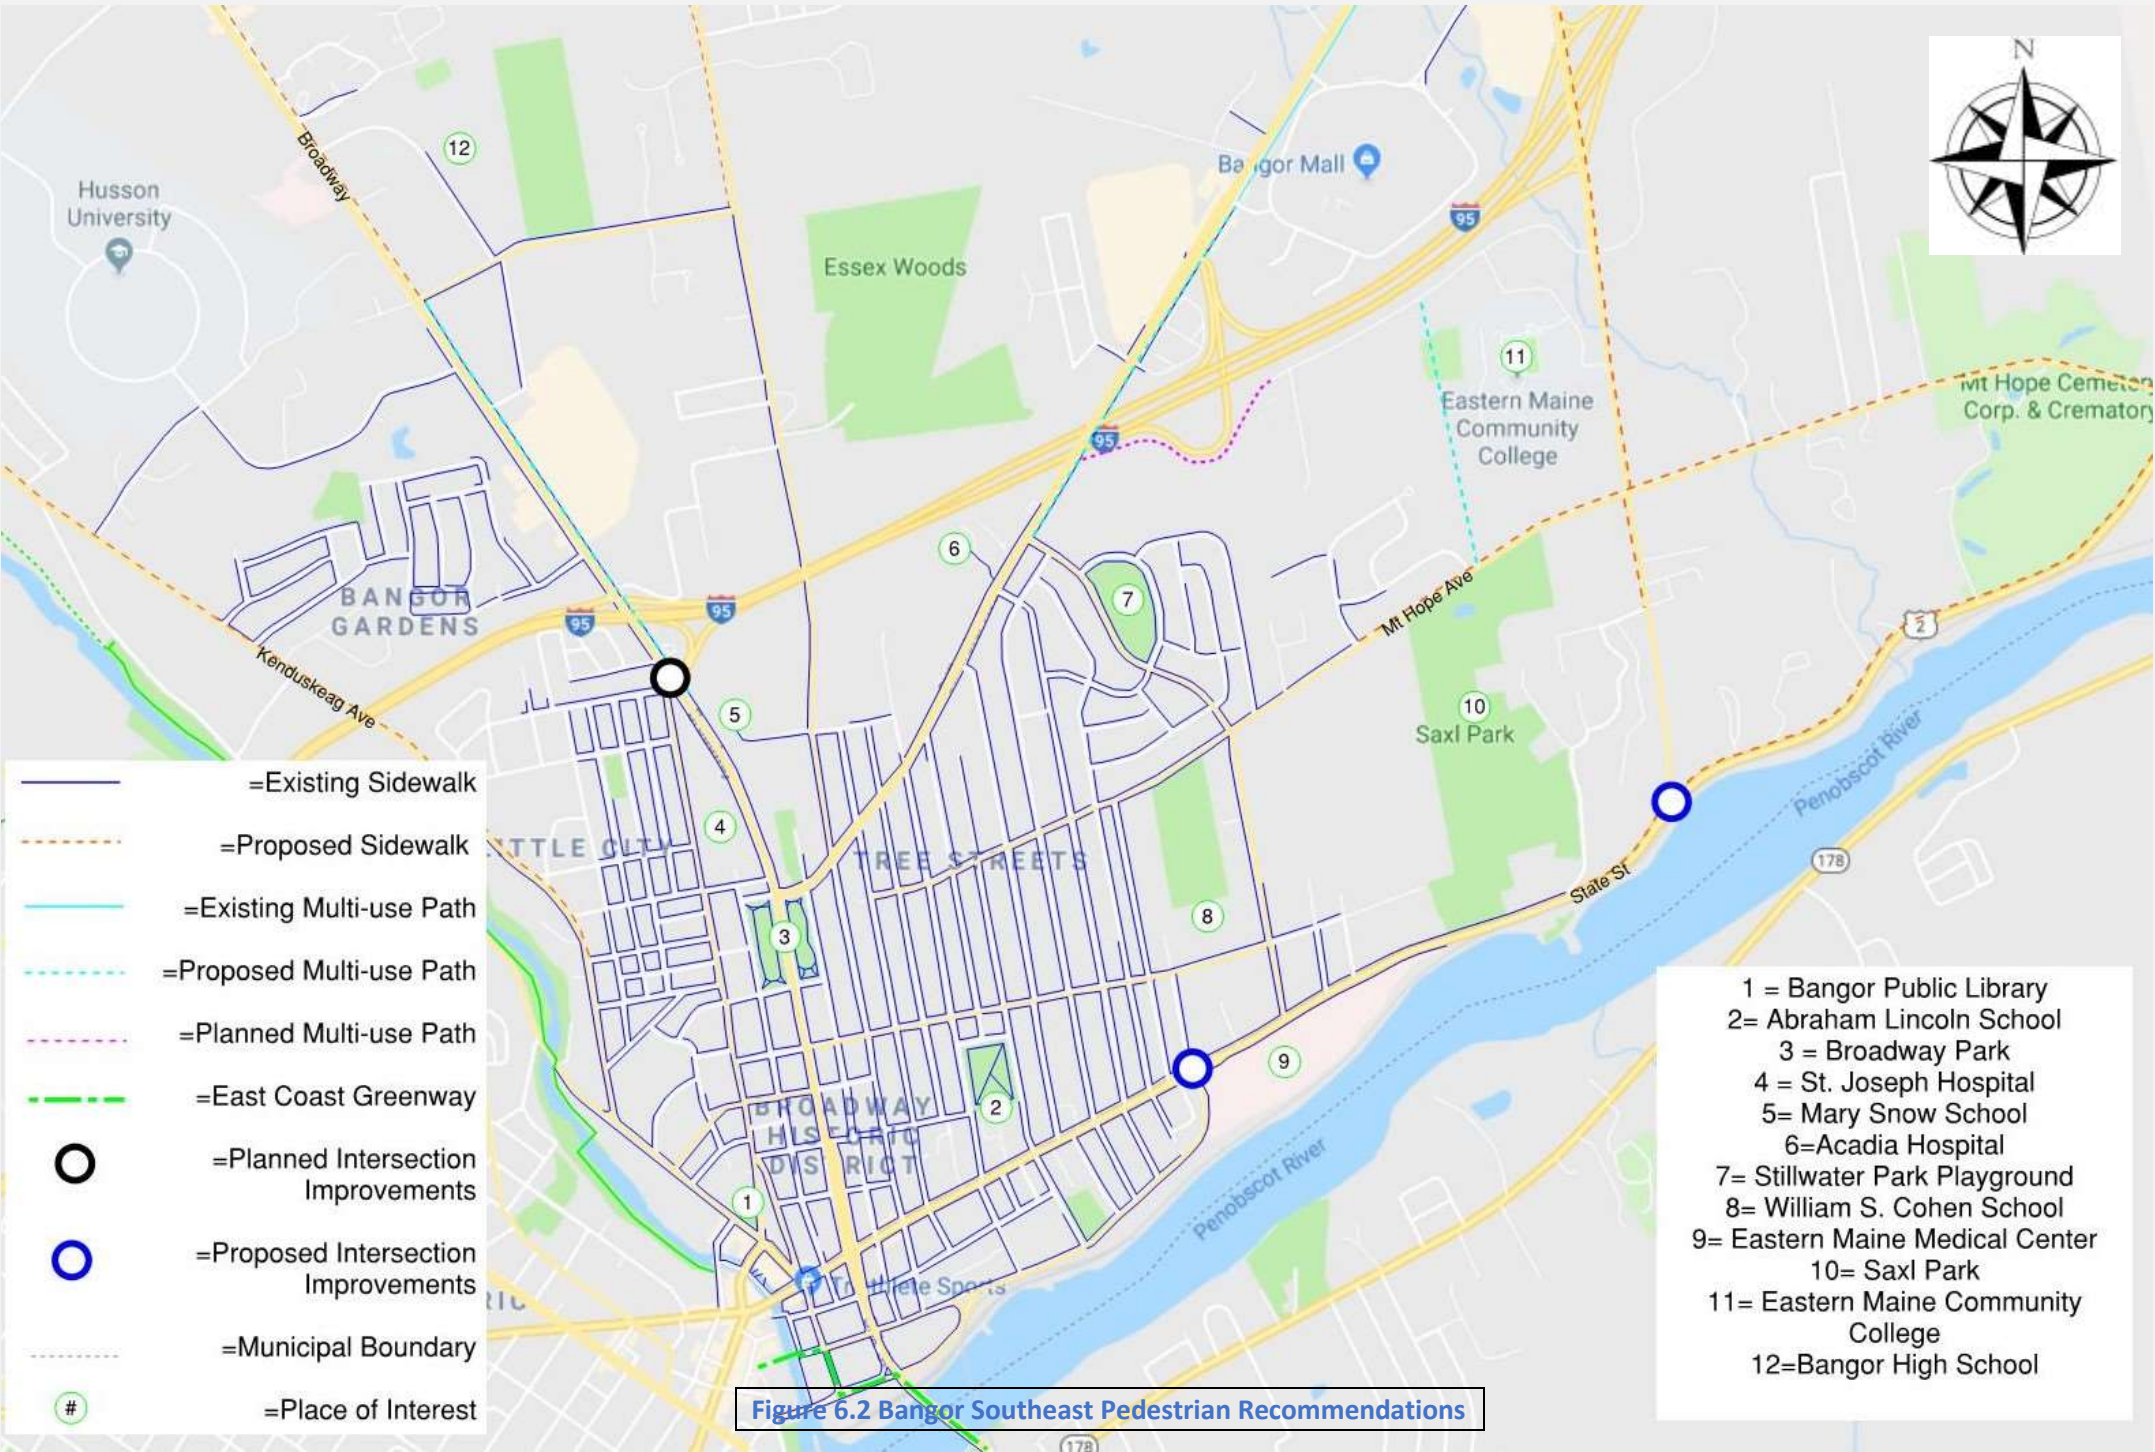 N
Broadway
12
Husson
University
Bangor Mall
95
Essex Woods
11
Eastern Maine
Community
College
Mt Hope Cemetery
Corp. & Crematory
95
6
7
BANGOR
GARDENS
95
95
Mt Hope Ave
2
Kenduskeag Ave
5
10
Saxl Park
Penobscot River
4
LITTLE CITY
TREE STREETS
178
State St
8
3
9
BROADWAY
HISTORIC
DISTRICT
2
1
Penobscot River
Triathlete Sports
RIC
178
=Existing Sidewalk
=Proposed Sidewalk
=Existing Multi-use Path
=Proposed Multi-use Path
=Planned Multi-use Path
=East Coast Greenway
=Planned Intersection
Improvements
=Proposed Intersection
Improvements
=Municipal Boundary
# =Place of Interest
1 = Bangor Public Library
2= Abraham Lincoln School
3 = Broadway Park
4 = St. Joseph Hospital
5= Mary Snow School
6=Acadia Hospital
7= Stillwater Park Playground
8= William S. Cohen School
9= Eastern Maine Medical Center
10= Saxl Park
11= Eastern Maine Community
College
12=Bangor High School
Figure 6.2 Bangor Southeast Pedestrian Recommendations